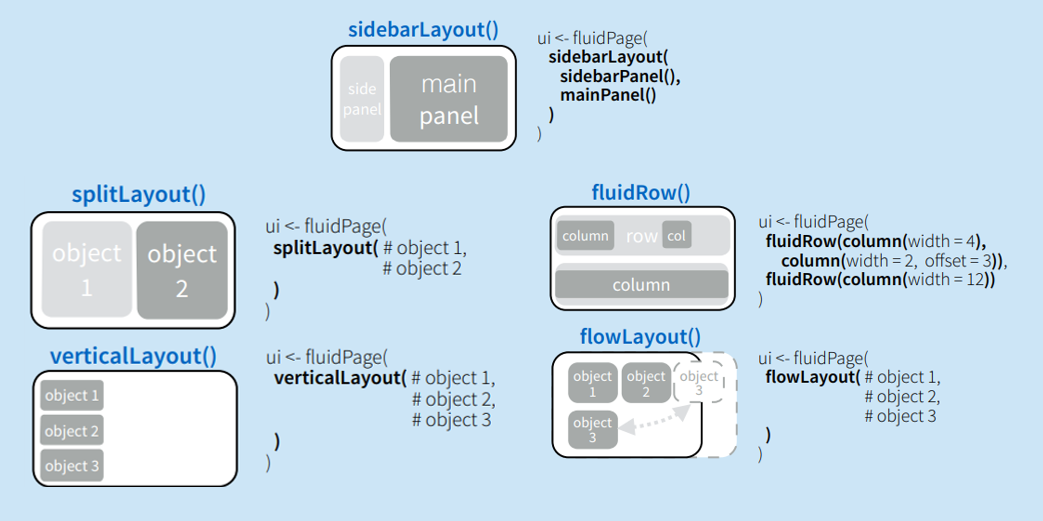 sidebarLayout()
side
panel
main
panel
ui <- fluidPage(
sidebarLayout(
sidebarPanel(),
mainPanel()
)
)
splitLayout()
object
1
object
2
ui <- fluidPage(
splitLayout( # object 1,
# object 2
)
)
fluidRow()
column
row
col
column
ui <- fluidPage(
fluidRow(column(width = 4),
column(width = 2, offset = 3)),
fluidRow(column(width = 12))
)
verticalLayout()
object 1
object 2
object 3
ui <- fluidPage(
verticalLayout( # object 1,
# object 2,
# object 3
)
)
flowLayout()
object
1
object
2
object
3
object
3
ui <- fluidPage(
flowLayout( # object 1,
# object 2,
# object 3
)
)